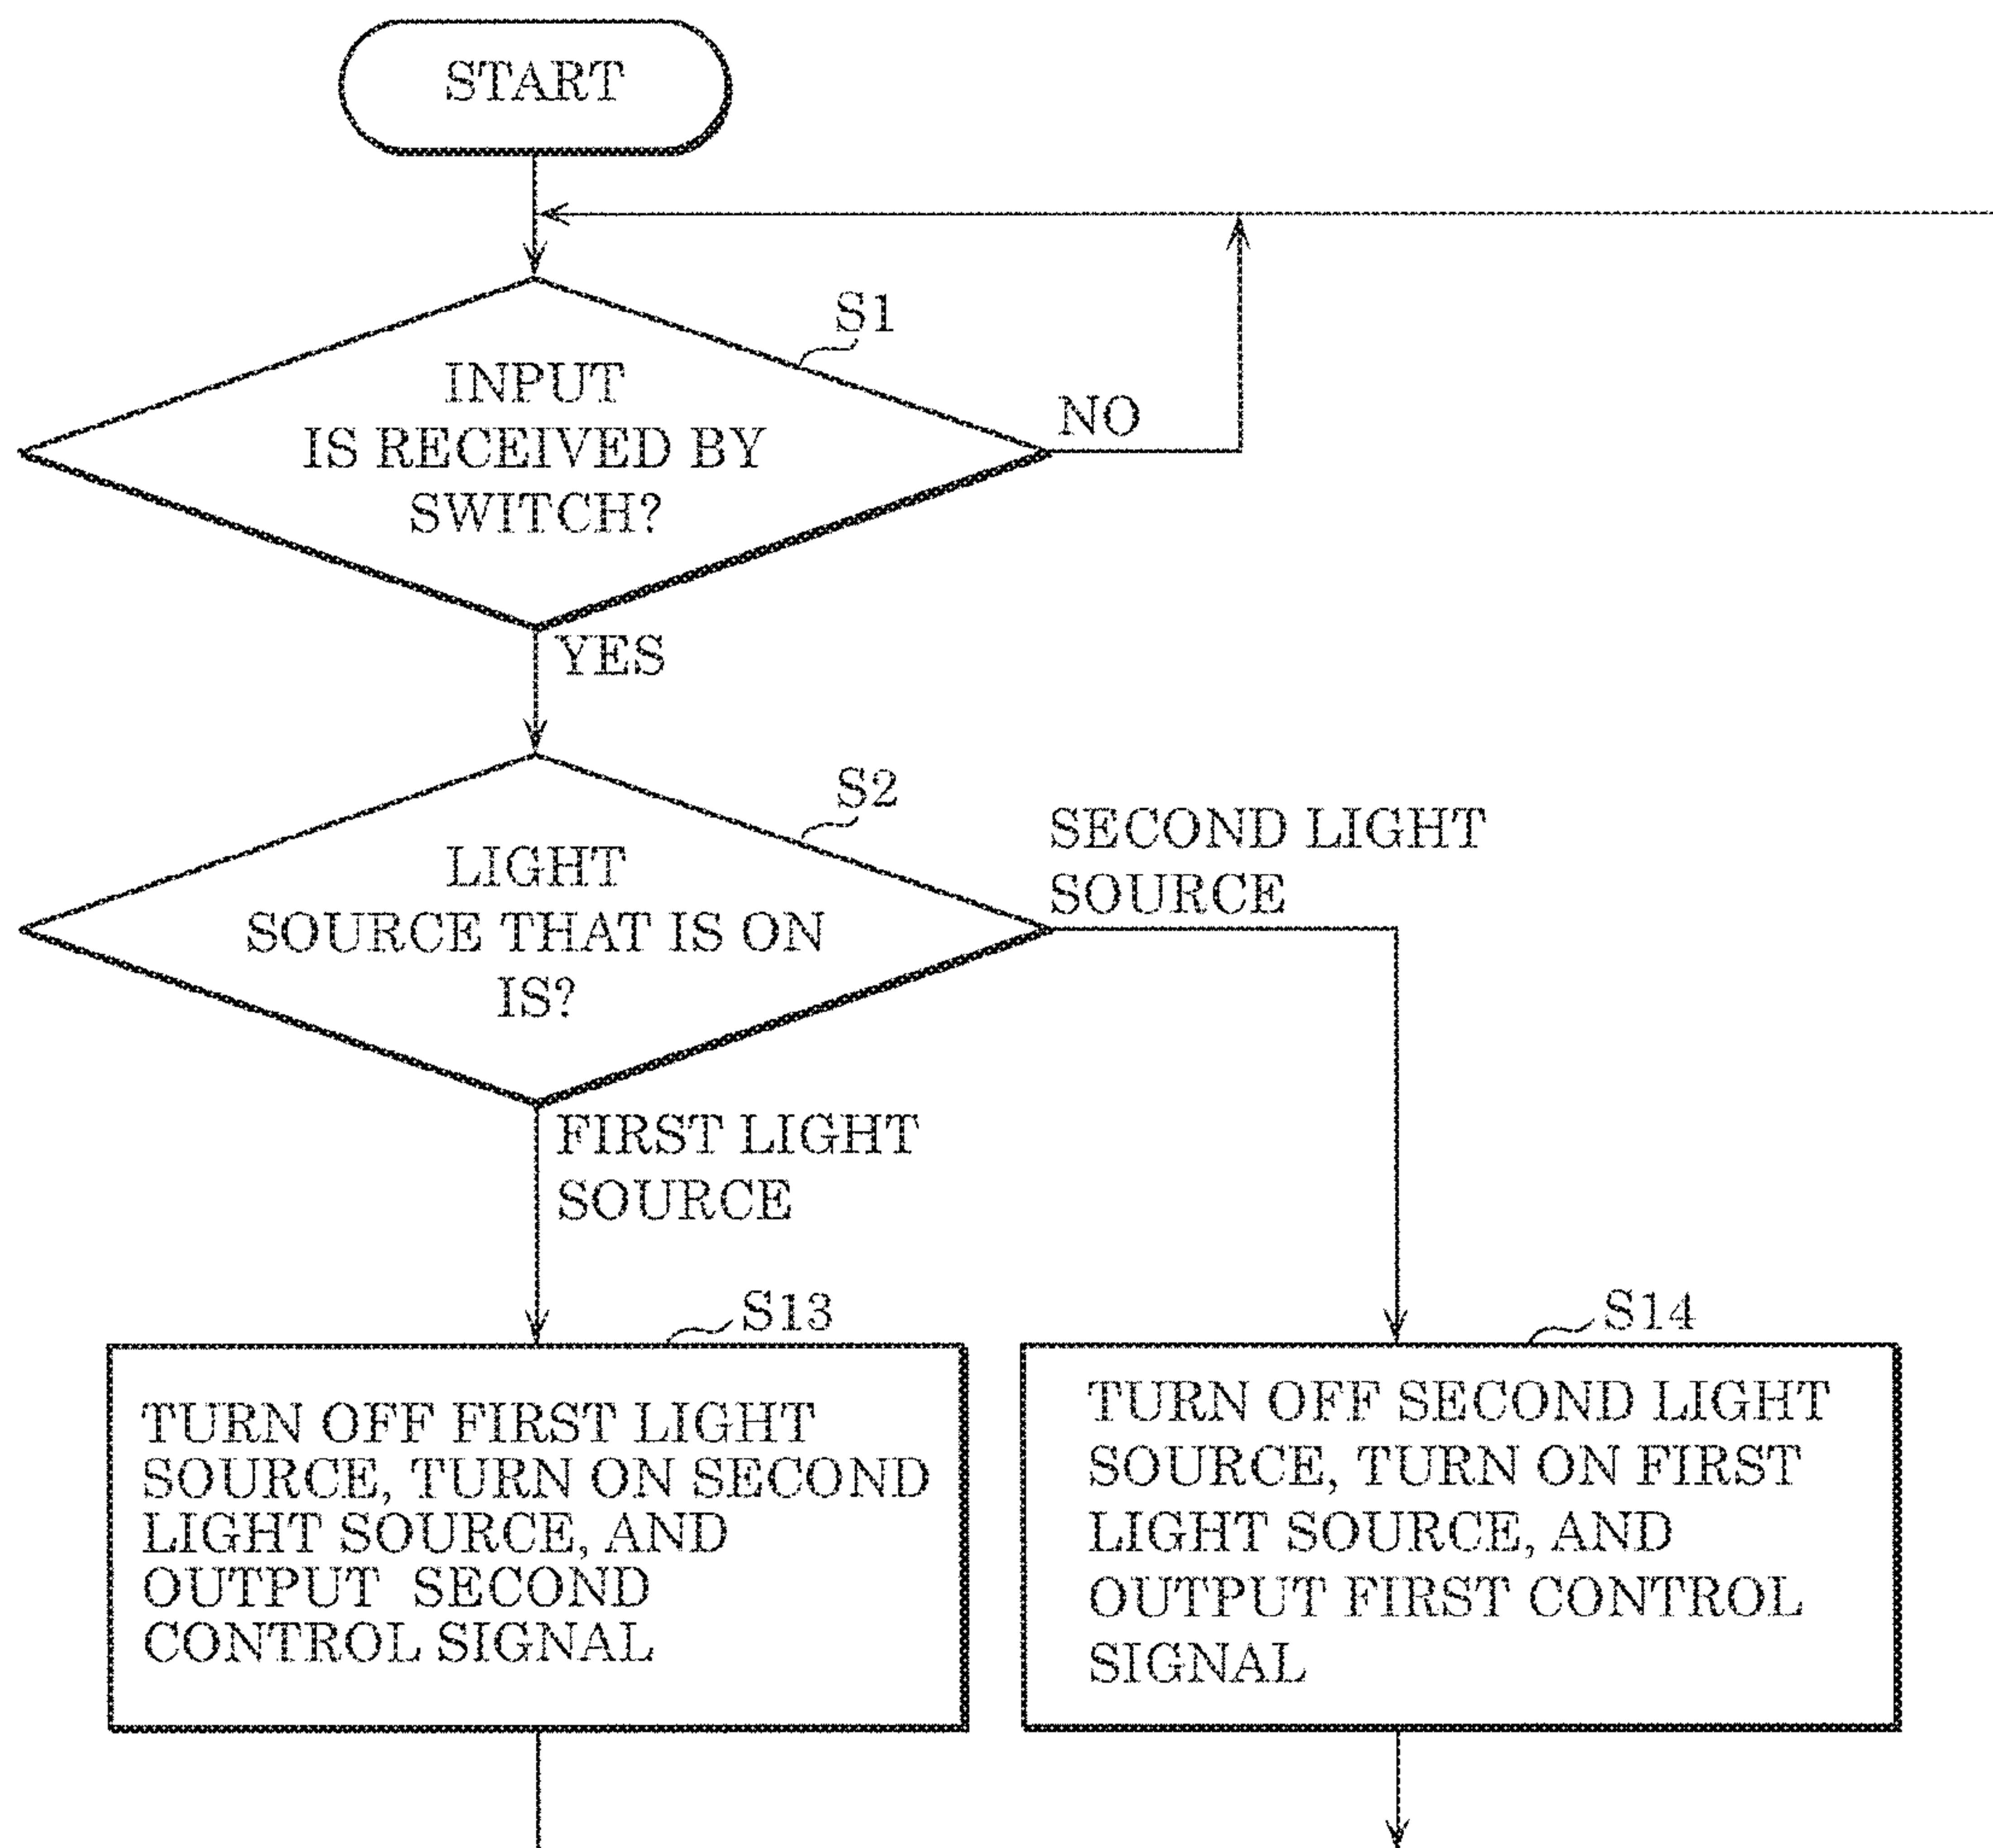 START
S1
INPUT
IS RECEIVED BY
SWITCH?
NO
YES
S2
LIGHT
SOURCE THAT IS ON
IS?
SECOND LIGHT
SOURCE
FIRST LIGHT
SOURCE
S13
TURN OFF FIRST LIGHT
SOURCE, TURN ON SECOND
LIGHT SOURCE, AND
OUTPUT SECOND
CONTROL SIGNAL
S14
TURN OFF SECOND LIGHT
SOURCE, TURN ON FIRST
LIGHT SOURCE, AND
OUTPUT FIRST CONTROL
SIGNAL